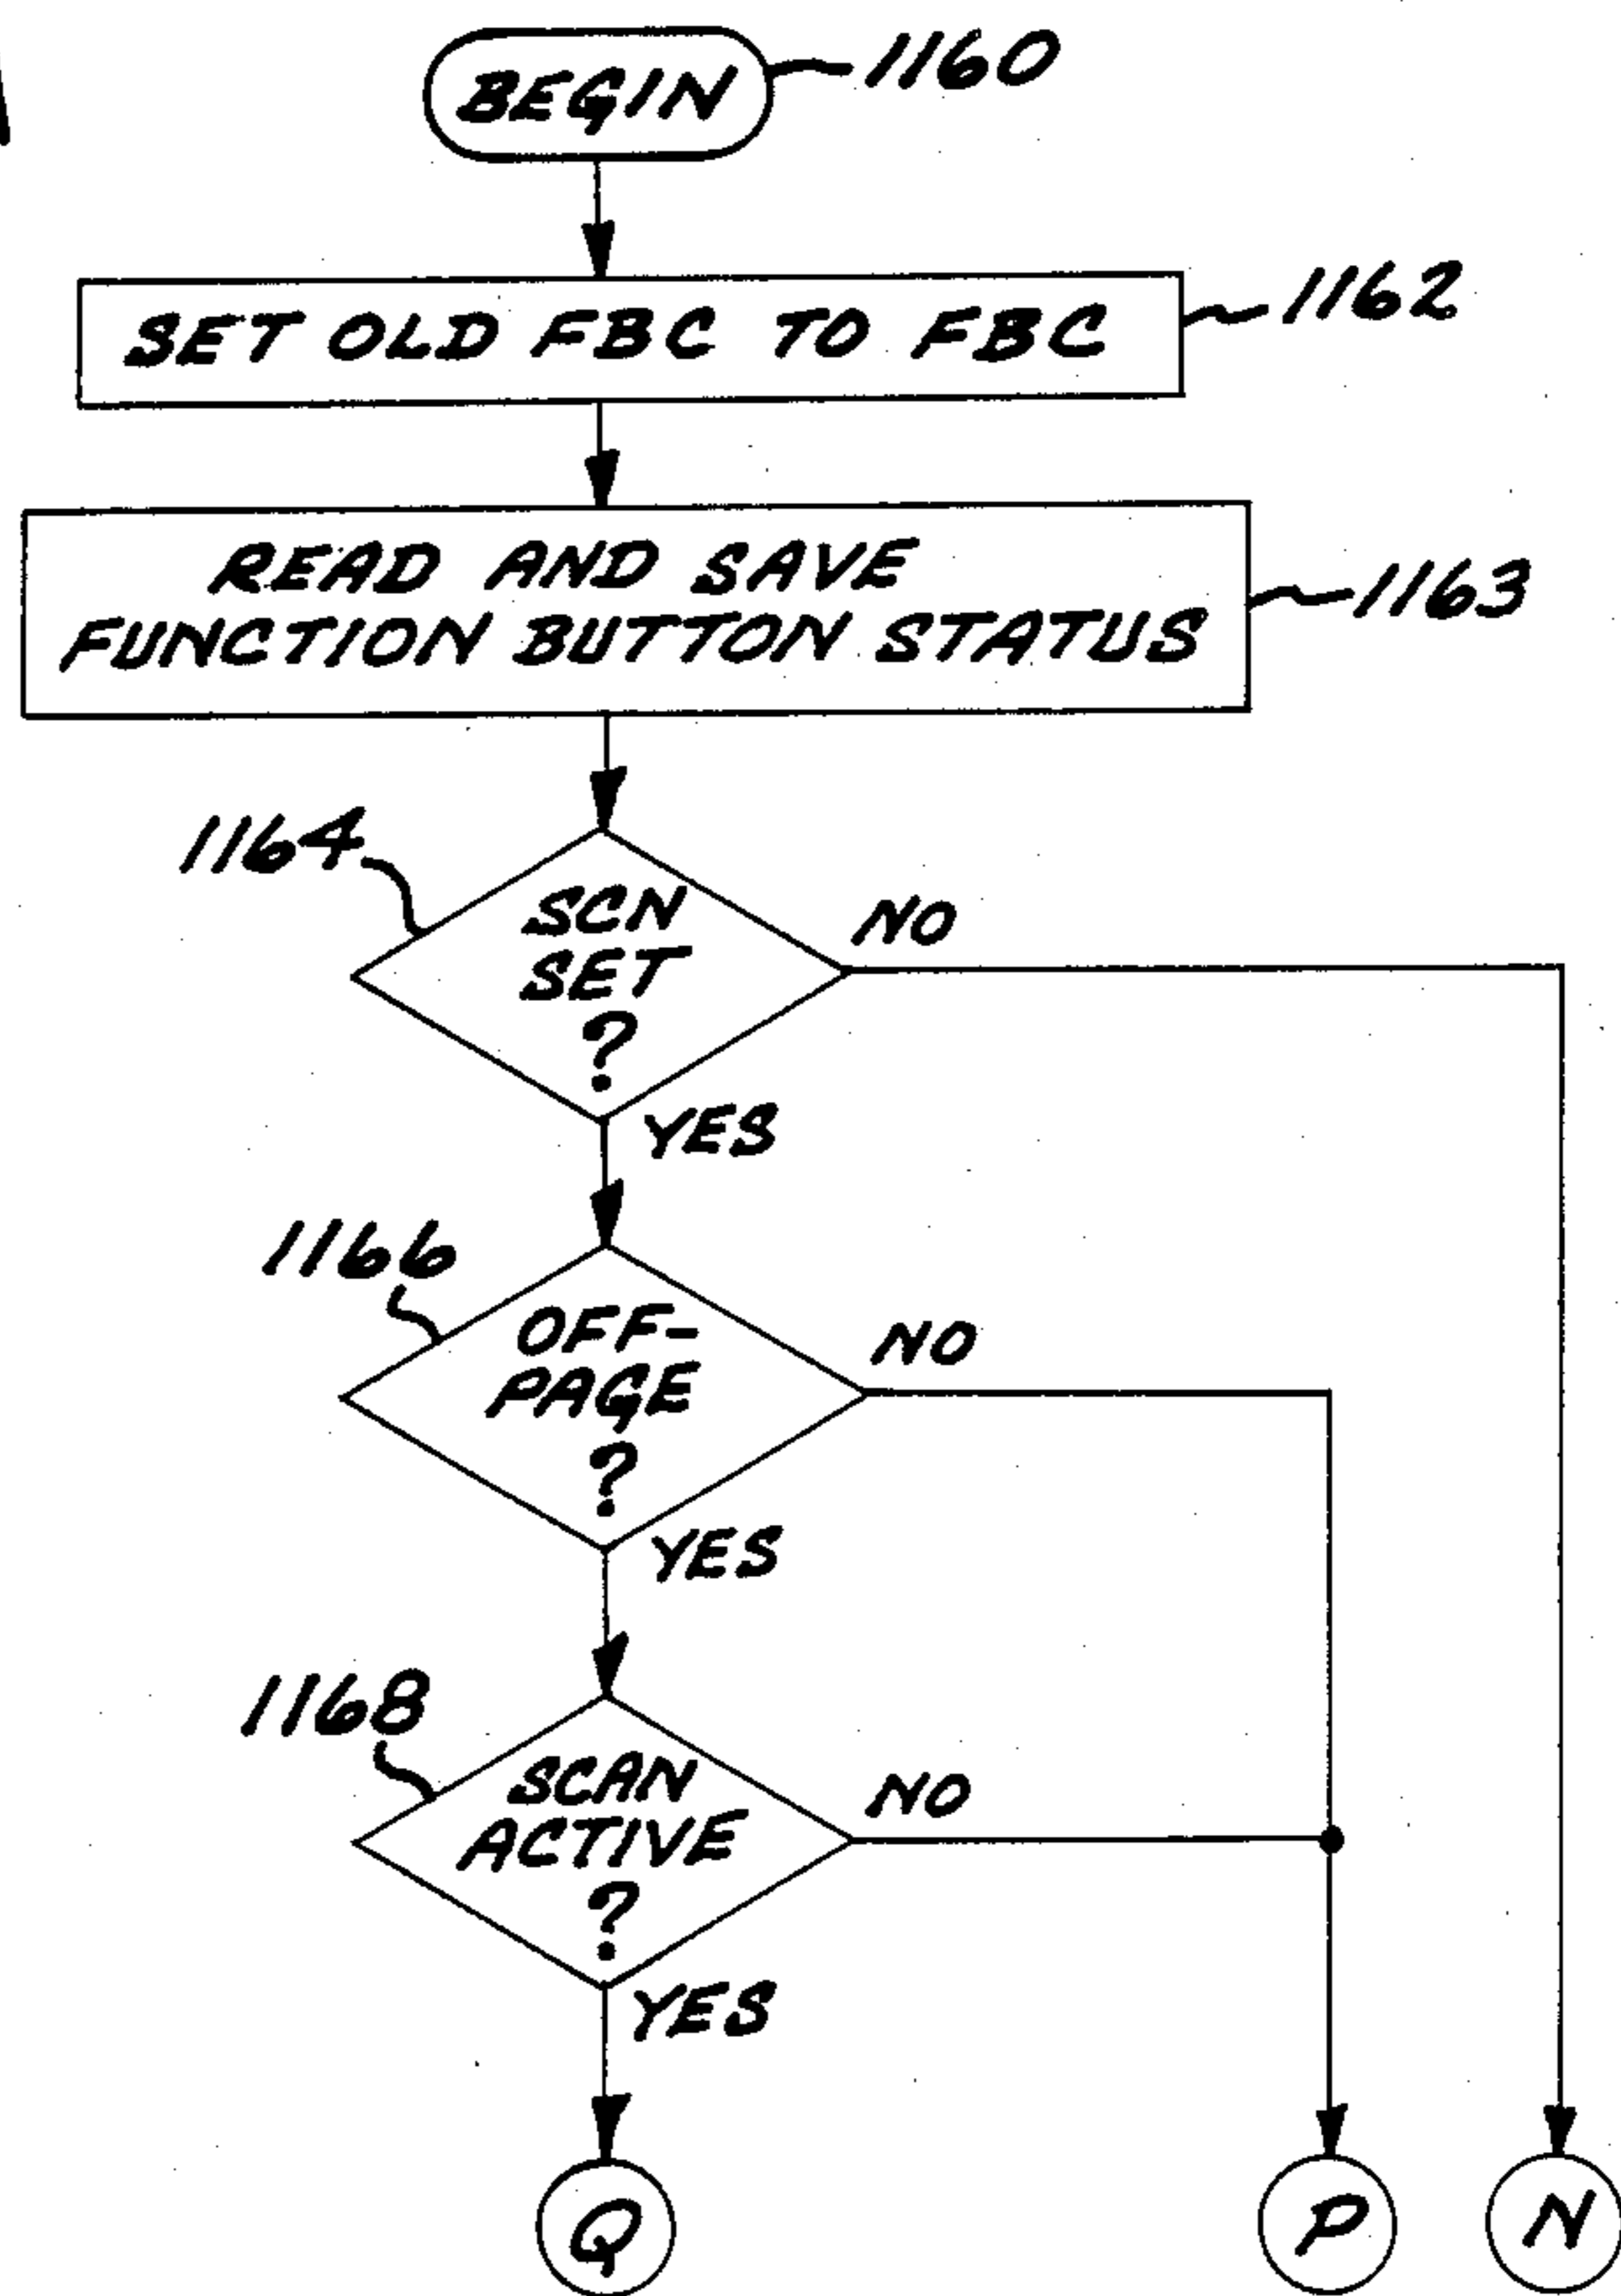 BEGIN
1160
SET OLD FBC TO FBC
1162
READ AND SAVE
FUNCTION BUTTON STATUS
1163
1164
SCN
SET
?
NO
YES
1166
OFF-
PAGE
?
NO
YES
1168
SCAN
ACTIVE
?
NO
YES
Q
P
N